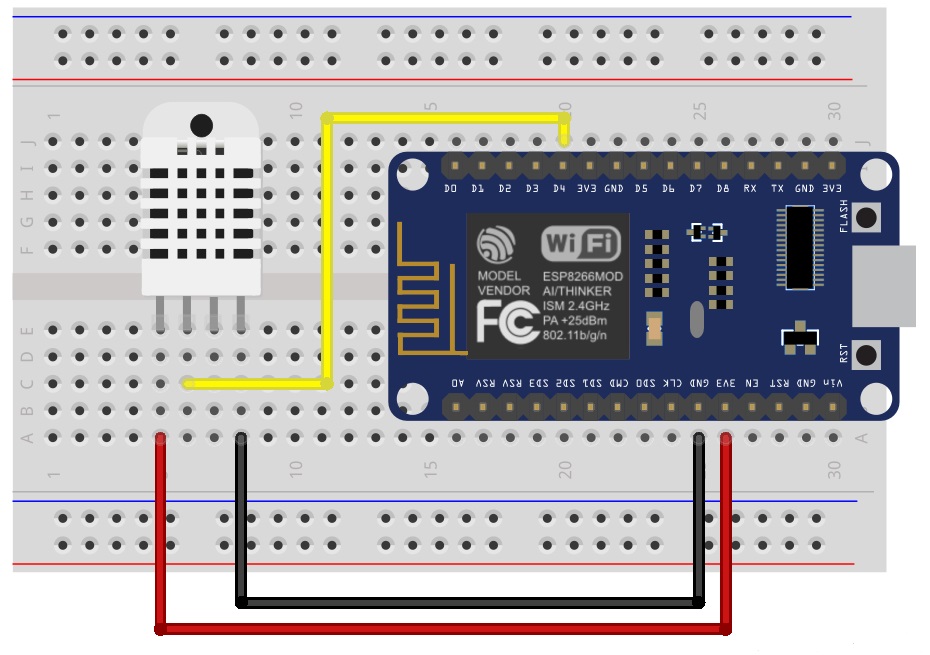 1 10 5 20 25 30
J J
I
H
G
F
D0 D1 D2 D3 D4 3V3 GND D5 D6 D7 D8 RX TX GND 3V3
FLASH
WiFi
MODEL
VENDOR
FC
ESP8266MOD
AI/THINKER
ISM 2.4GHz
PA +25dBm
802.11b/g/n
RST
A0 RSV RSV SD3 SD2 SD1 CMD SD0 CLK GND 3V3 EN RST GND Vin
E
D
C
B
A A
1 10 15 20 30